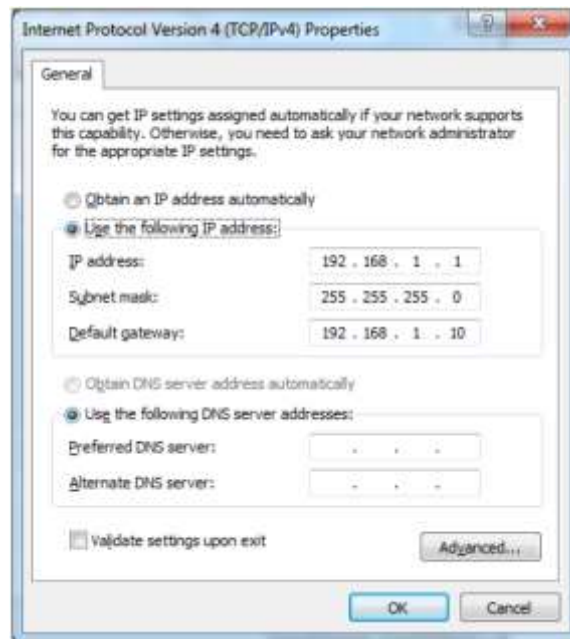 Internet Protocol Version 4 (TCP/IPv4) Properties
General
You can get IP settings assigned automatically if your network supports
this capability. Otherwise, you need to ask your network administrator
for the appropriate IP settings.
Obtain an IP address automatically
Use the following IP address:
IP address: 192 . 168 . 1 . 1
Subnet mask: 255 . 255 . 255 . 0
Default gateway: 192 . 168 . 1 . 10
Obtain DNS server address automatically
Use the following DNS server addresses:
Preferred DNS server: . . .
Alternate DNS server: . . .
Validate settings upon exit
Advanced...
OK Cancel